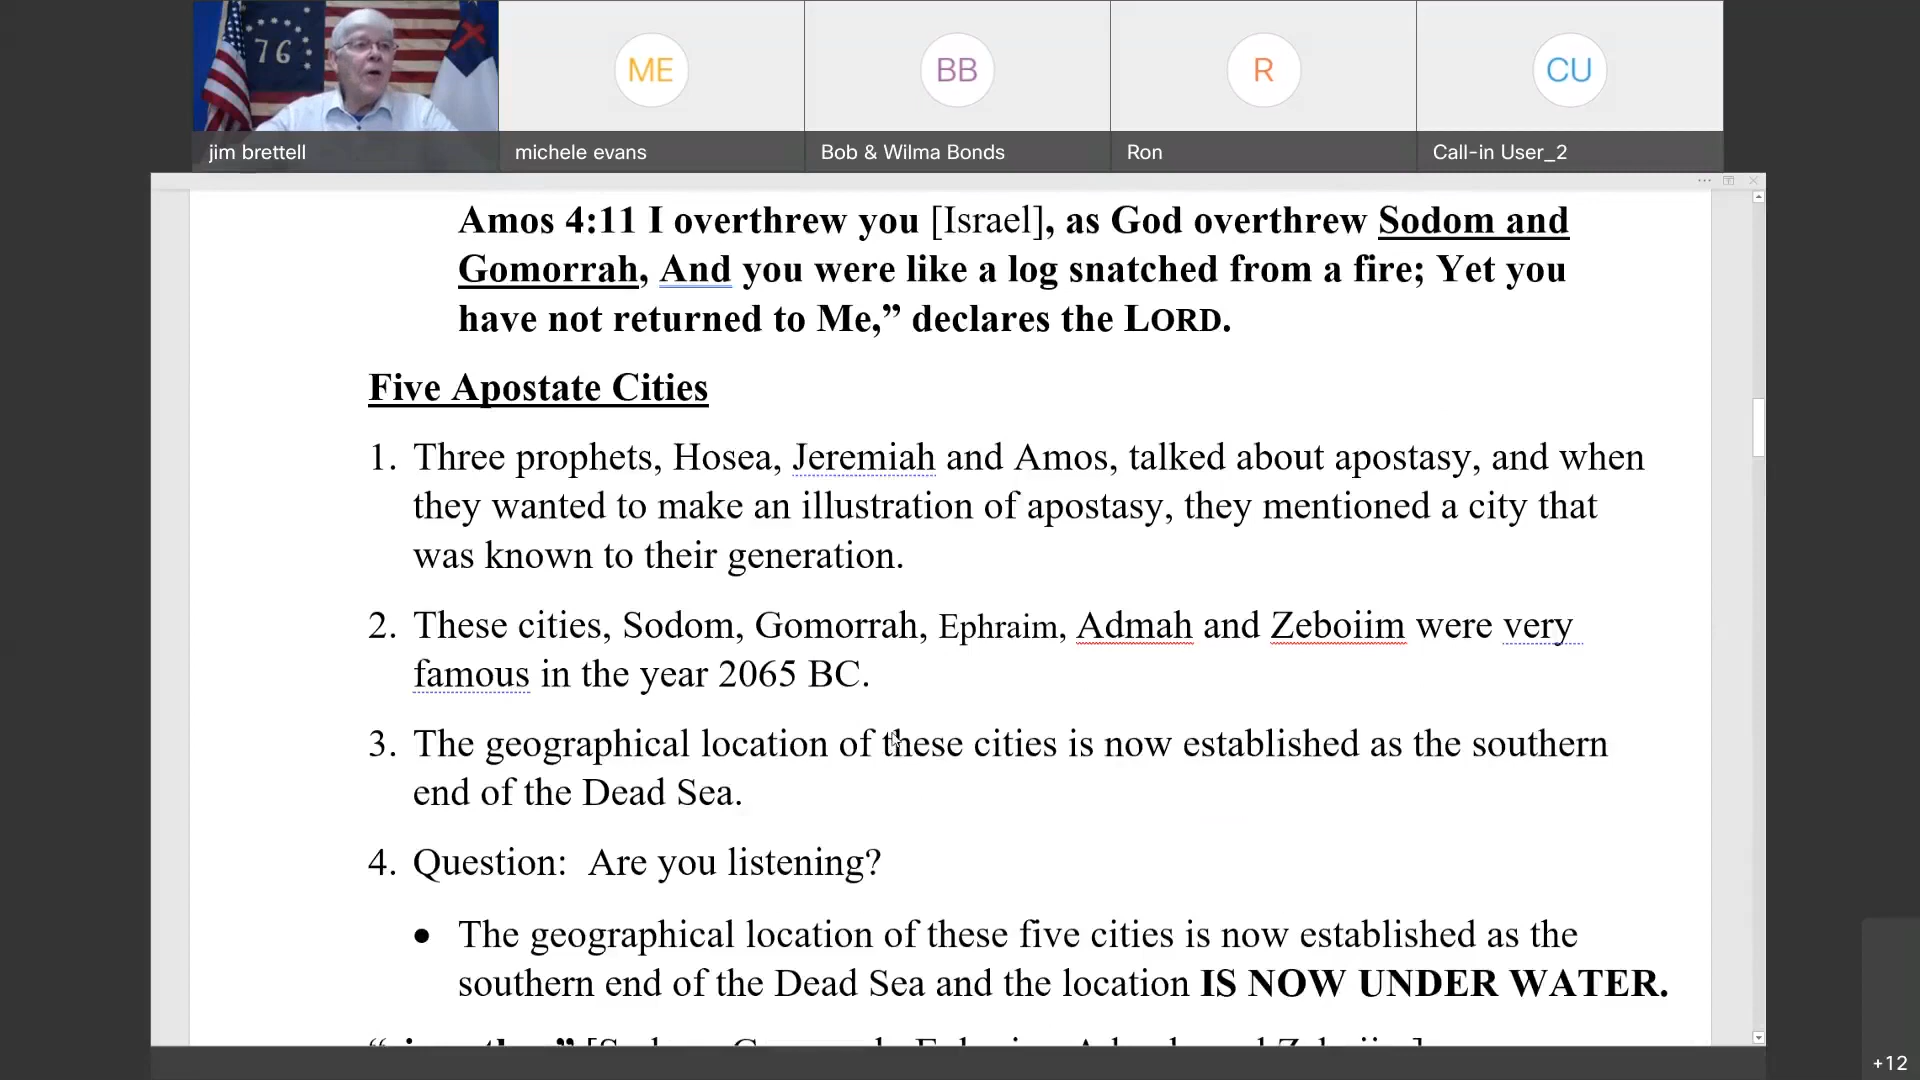 76
ME
BB
R
CU
jim brettell
michele evans
Bob & Wilma Bonds
Ron
Call-in User_2
Amos 4:11 I overthrew you [Israel], as God overthrew Sodom and
Gomorrah, And you were like a log snatched from a fire; Yet you
have not returned to Me,” declares the LORD.
Five Apostate Cities
1. Three prophets, Hosea, Jeremiah and Amos, talked about apostasy, and when
they wanted to make an illustration of apostasy, they mentioned a city that
was known to their generation.
2. These cities, Sodom, Gomorrah, Ephraim, Admah and Zeboiim were very
famous in the year 2065 BC.
3. The geographical location of these cities is now established as the southern
end of the Dead Sea.
4. Question:  Are you listening?
• The geographical location of these five cities is now established as the
southern end of the Dead Sea and the location IS NOW UNDER WATER.
+12